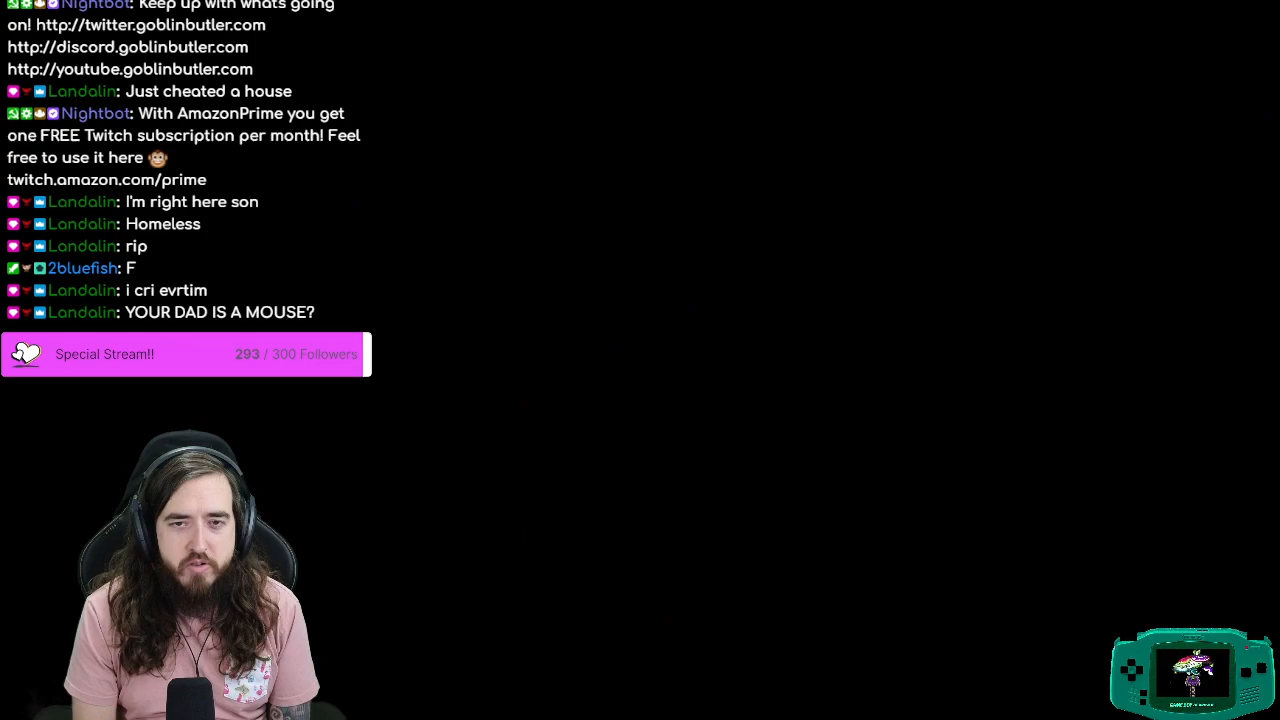 Nightbot: Keep up with whats going
on! http://twitter.goblinbutler.com
http://discord.goblinbutler.com
http://youtube.goblinbutler.com
Landalin: Just cheated a house
Nightbot: With AmazonPrime you get
one FREE Twitch subscription per month! Feel
free to use it here 🐵
twitch.amazon.com/prime
Landalin: I'm right here son
Landalin: Homeless
Landalin: rip
2bluefish: F
Landalin: i cri evrtim
Landalin: YOUR DAD IS A MOUSE?
Special Stream!! 293 / 300 Followers